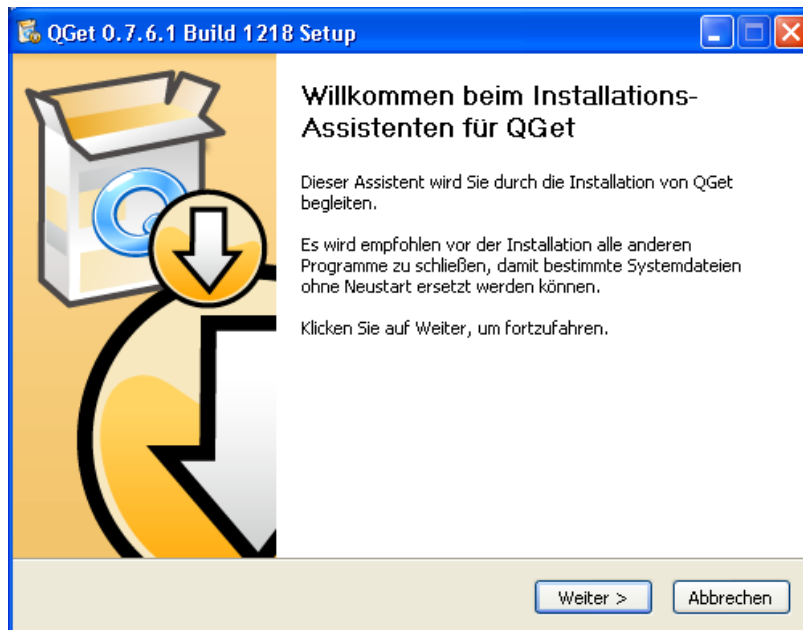 QGet 0.7.6.1 Build 1218 Setup
Willkommen beim Installations-
Assistenten für QGet
Dieser Assistent wird Sie durch die Installation von QGet
begleiten.
Es wird empfohlen vor der Installation alle anderen
Programme zu schließen, damit bestimmte Systemdateien
ohne Neustart ersetzt werden können.
Klicken Sie auf Weiter, um fortzufahren.
Weiter >
Abbrechen